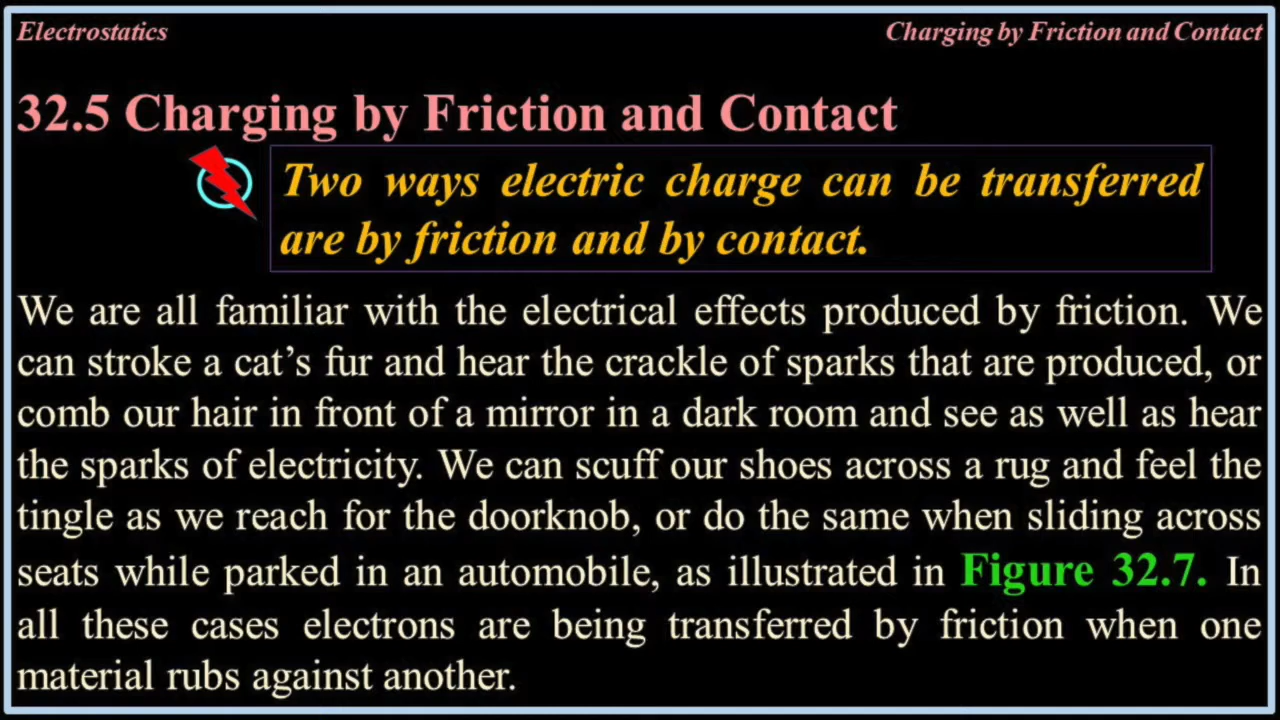 Electrostatics
Charging by Friction and Contact
32.5 Charging by Friction and Contact
Two ways electric charge can be transferred
are by friction and by contact.
We are all familiar with the electrical effects produced by friction. We
can stroke a cat’s fur and hear the crackle of sparks that are produced, or
comb our hair in front of a mirror in a dark room and see as well as hear
the sparks of electricity. We can scuff our shoes across a rug and feel the
tingle as we reach for the doorknob, or do the same when sliding across
seats while parked in an automobile, as illustrated in Figure 32.7. In
all these cases electrons are being transferred by friction when one
material rubs against another.